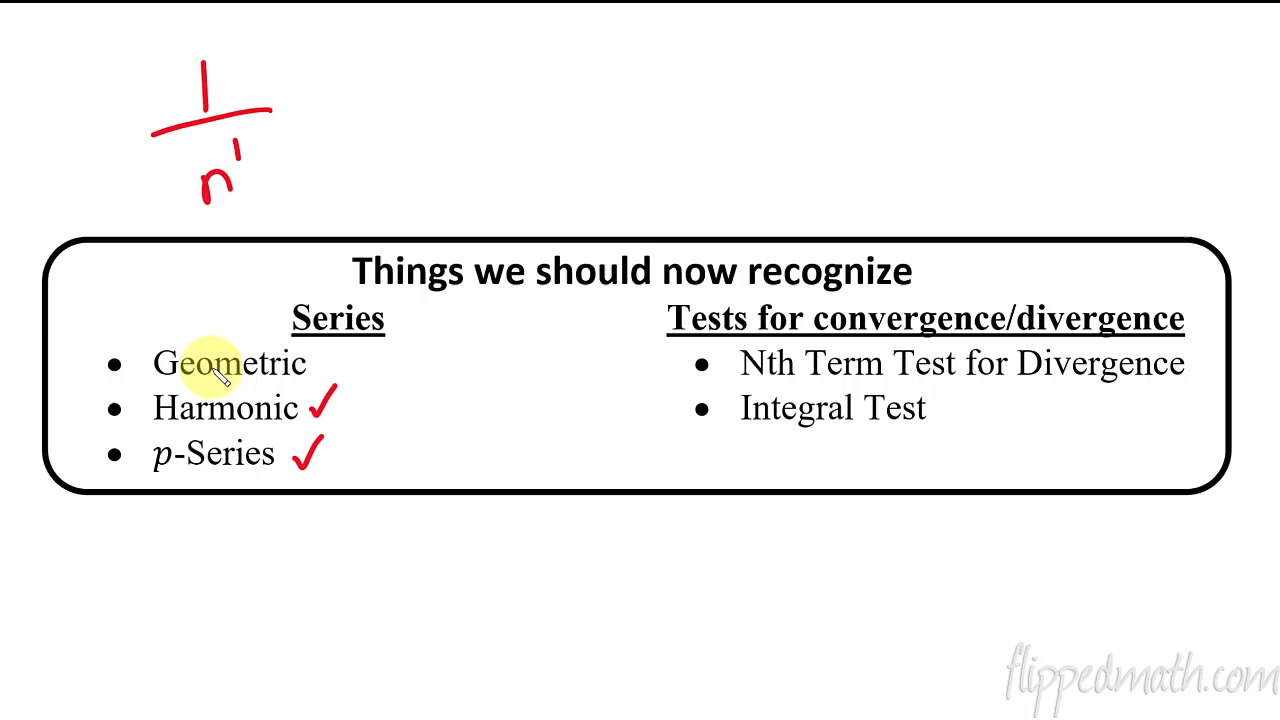 1
n¹
Things we should now recognize
Series
• Geometric
• Harmonic ✓
• p-Series ✓
Tests for convergence/divergence
• Nth Term Test for Divergence
• Integral Test
flippedmath.com